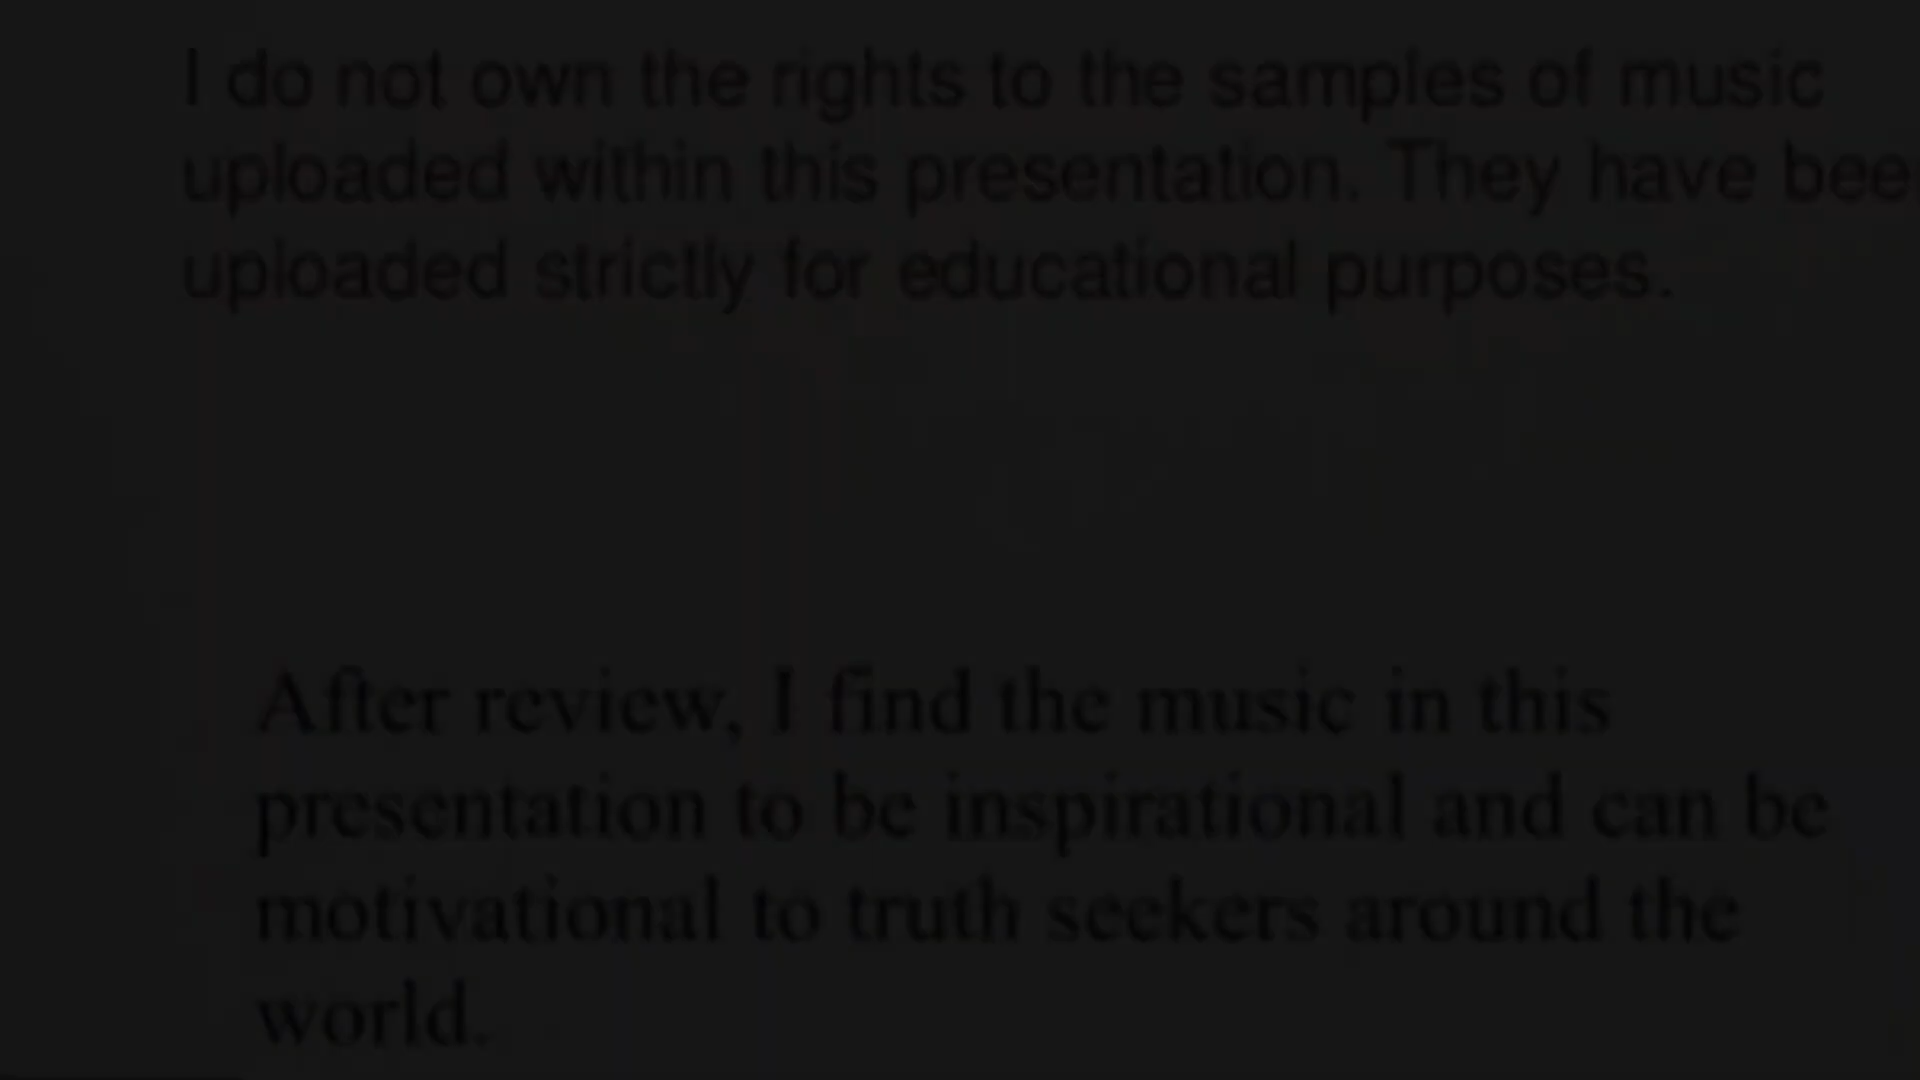 I do not own the rights to the samples of music
uploaded within this presentation. They have bee
uploaded strictly for educational purposes.
After review, I find the music in this
presentation to be inspirational and can be
motivational to truth seekers around the
world.